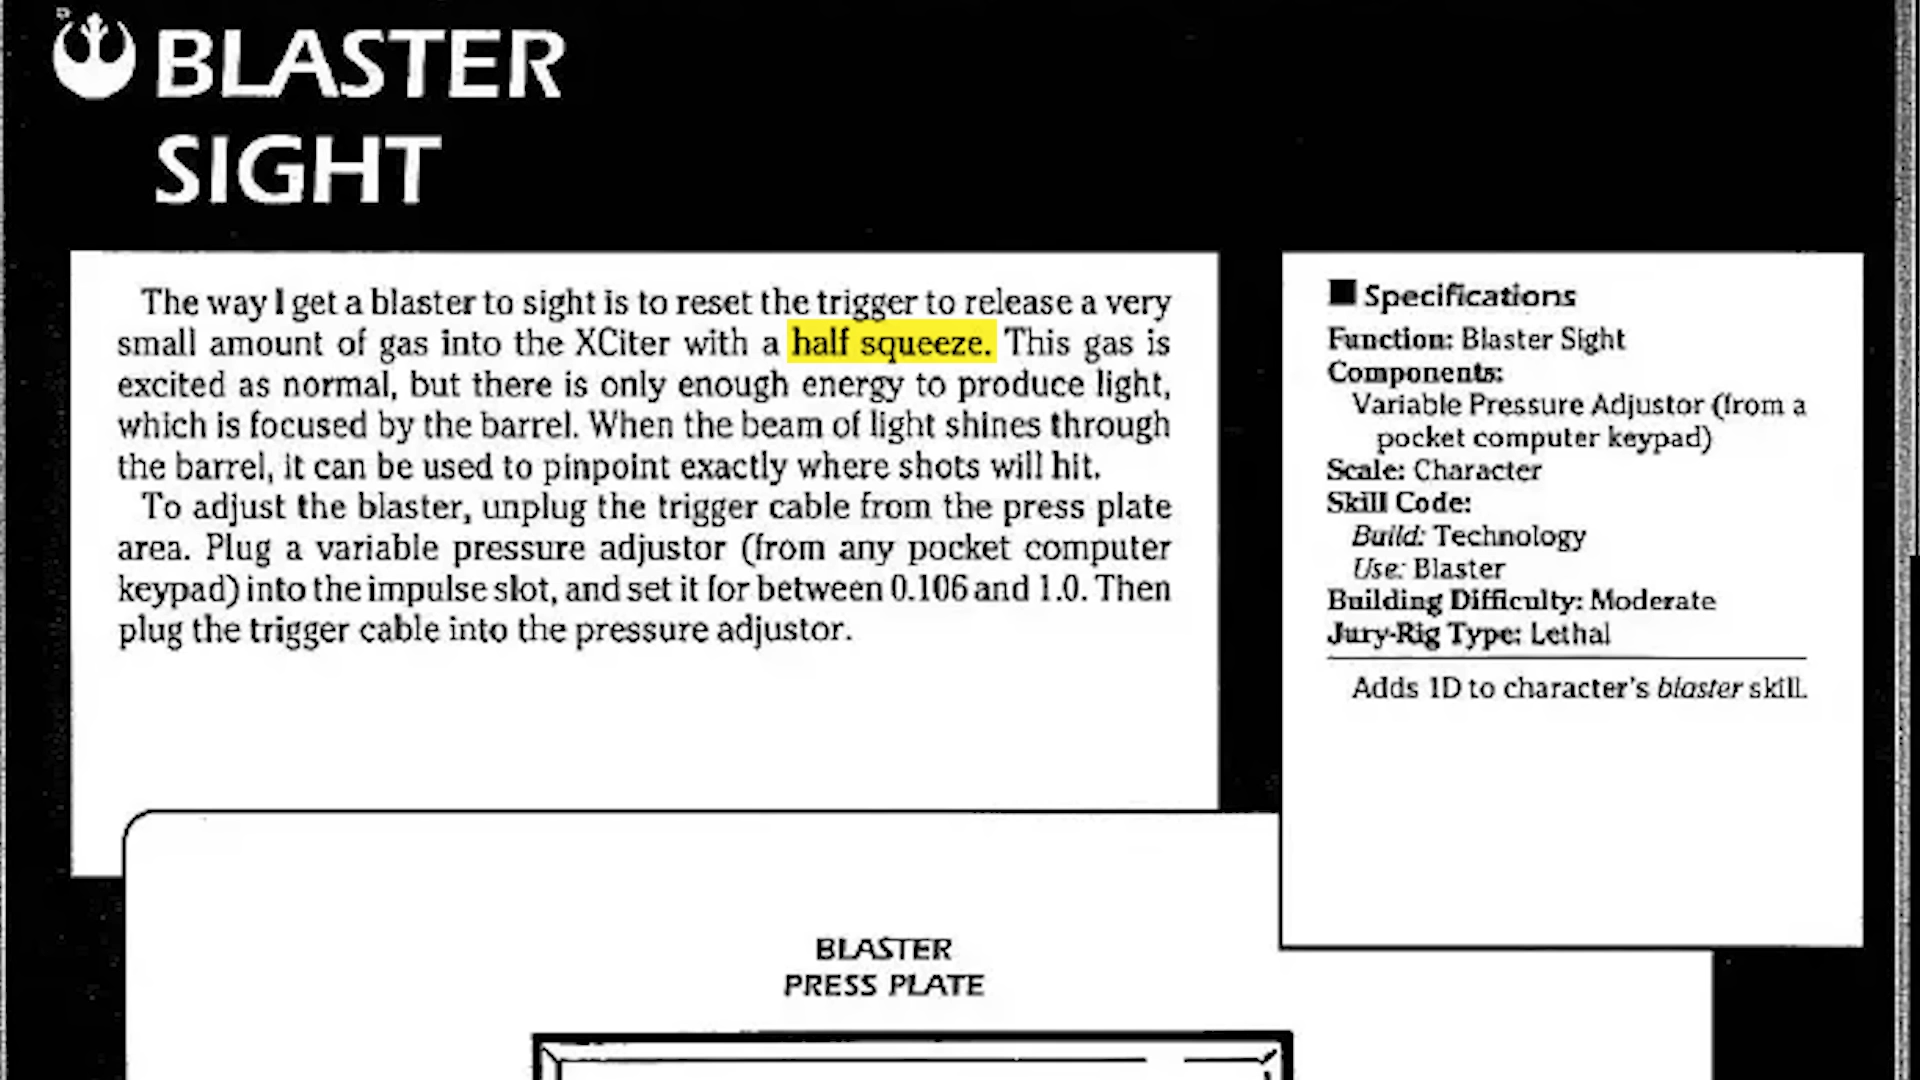 BLASTER
SIGHT
The way I get a blaster to sight is to reset the trigger to release a very
small amount of gas into the XCiter with a half squeeze. This gas is
excited as normal, but there is only enough energy to produce light,
which is focused by the barrel. When the beam of light shines through
the barrel, it can be used to pinpoint exactly where shots will hit.
To adjust the blaster, unplug the trigger cable from the press plate
area. Plug a variable pressure adjustor (from any pocket computer
keypad) into the impulse slot, and set it for between 0.106 and 1.0. Then
plug the trigger cable into the pressure adjustor.
Specifications
Function: Blaster Sight
Components:
Variable Pressure Adjustor (from a
pocket computer keypad)
Scale: Character
Skill Code:
Build: Technology
Use: Blaster
Building Difficulty: Moderate
Jury-Rig Type: Lethal
Adds 1D to character's blaster skill.
BLASTER
PRESS PLATE